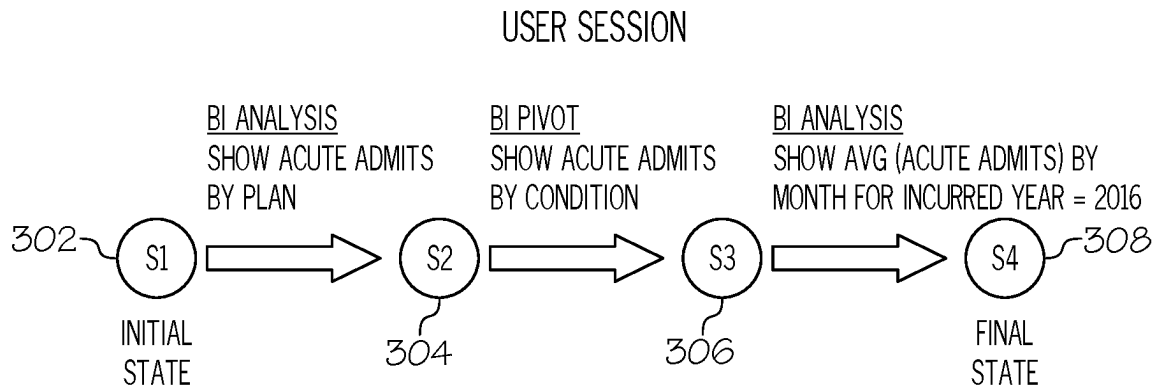 USER SESSION
BI ANALYSIS
SHOW ACUTE ADMITS
BY PLAN
BI PIVOT
SHOW ACUTE ADMITS
BY CONDITION
BI ANALYSIS
SHOW AVG (ACUTE ADMITS) BY
MONTH FOR INCURRED YEAR = 2016
302
S1
S2
S3
S4
308
INITIAL
STATE
304
306
FINAL
STATE